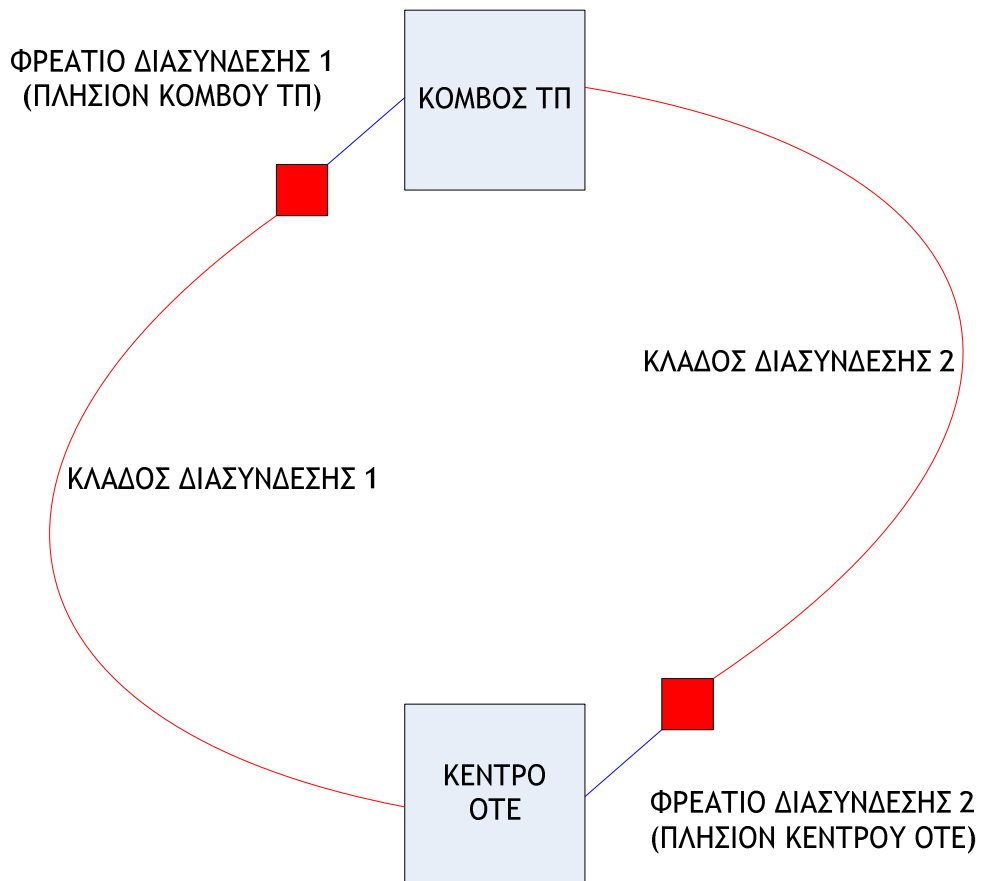 ΦΡΕΑΤΙΟ ΔΙΑΣΥΝΔΕΣΗΣ 1
(ΠΛΗΣΙΟΝ ΚΟΜΒΟΥ ΤΠ)
ΚΟΜΒΟΣ ΤΠ
ΚΛΑΔΟΣ ΔΙΑΣΥΝΔΕΣΗΣ 2
ΚΛΑΔΟΣ ΔΙΑΣΥΝΔΕΣΗΣ 1
ΚΕΝΤΡΟ
ΟΤΕ
ΦΡΕΑΤΙΟ ΔΙΑΣΥΝΔΕΣΗΣ 2
(ΠΛΗΣΙΟΝ ΚΕΝΤΡΟΥ ΟΤΕ)